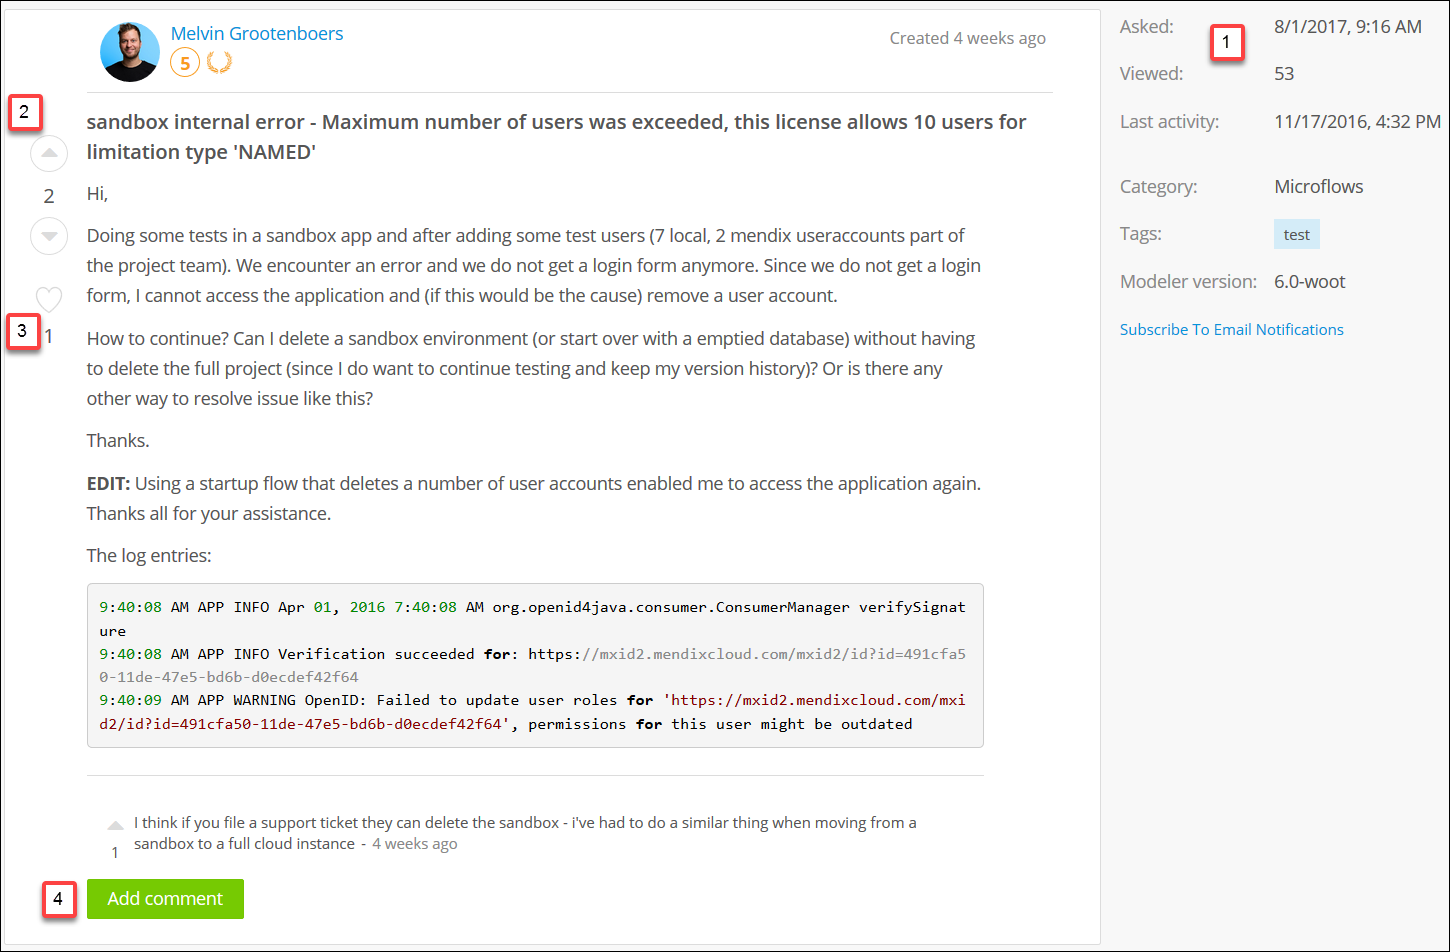 Melvin Grootenboers
5
Created 4 weeks ago
2
sandbox internal error - Maximum number of users was exceeded, this license allows 10 users for
limitation type 'NAMED'
2
Hi,
Doing some tests in a sandbox app and after adding some test users (7 local, 2 mendix useraccounts part of
the project team). We encounter an error and we do not get a login form anymore. Since we do not get a login
form, I cannot access the application and (if this would be the cause) remove a user account.
3
1
How to continue? Can I delete a sandbox environment (or start over with a emptied database) without having
to delete the full project (since I do want to continue testing and keep my version history)? Or is there any
other way to resolve issue like this?
Thanks.
EDIT: Using a startup flow that deletes a number of user accounts enabled me to access the application again.
Thanks all for your assistance.
The log entries:
9:40:08 AM APP INFO Apr 01, 2016 7:40:08 AM org.openid4java.consumer.ConsumerManager verifySignat
ure
9:40:08 AM APP INFO Verification succeeded for: https://mxid2.mendixcloud.com/mxid2/id?id=491cfa5
0-11de-47e5-bd6b-d0ecdef42f64
9:40:09 AM APP WARNING OpenID: Failed to update user roles for 'https://mxid2.mendixcloud.com/mxi
d2/id?id=491cfa50-11de-47e5-bd6b-d0ecdef42f64', permissions for this user might be outdated
I think if you file a support ticket they can delete the sandbox - i've had to do a similar thing when moving from a
sandbox to a full cloud instance - 4 weeks ago
1
4
Add comment
Asked: 8/1/2017, 9:16 AM
1
Viewed: 53
Last activity: 11/17/2016, 4:32 PM
Category: Microflows
Tags: test
Modeler version: 6.0-woot
Subscribe To Email Notifications